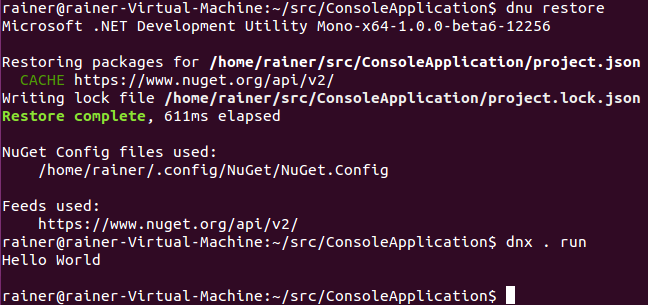 rainer@rainer-Virtual-Machine:~/src/ConsoleApplication$ dnu restore
Microsoft .NET Development Utility Mono-x64-1.0.0-beta6-12256
Restoring packages for /home/rainer/src/ConsoleApplication/project.json
CACHE https://www.nuget.org/api/v2/
Writing lock file /home/rainer/src/ConsoleApplication/project.lock.json
Restore complete, 611ms elapsed
NuGet Config files used:
/home/rainer/.config/NuGet/NuGet.Config
Feeds used:
https://www.nuget.org/api/v2/
rainer@rainer-Virtual-Machine:~/src/ConsoleApplication$ dnx . run
Hello World
rainer@rainer-Virtual-Machine:~/src/ConsoleApplication$